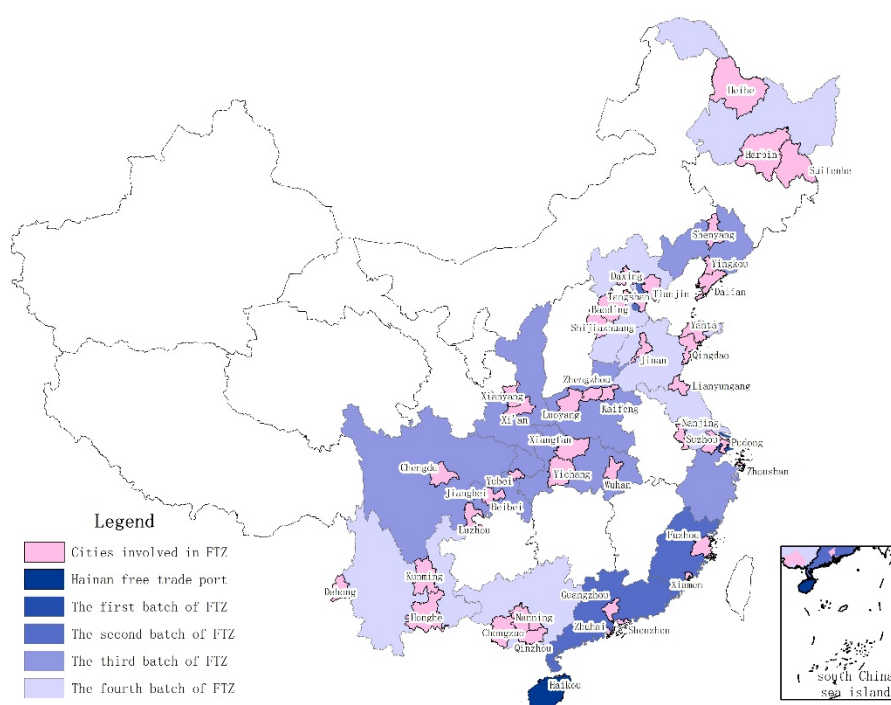 Heihe
Harbin
Suifenhe
Shenyang
Yingkou
Dalian
Daxing
Tangshan
Tianjin
Baoding
Shijiazhuang
Yanta
Jinan
Qingdao
Lianyungang
Zhengzhou
Xianyang
Luoyang
Kaifeng
Xi'an
Nanjing
Suzhou
Pudong
Xiangfan
Zhoushan
Chengdu
Yubei
Yichang
Wuhan
Jiangbei
Beibei
Luzhou
Fuzhou
Kunming
Xiamen
Dehong
Guangzhou
Honghe
Nanning
Zhuhai
Shenzhen
Chongzuo
Qinzhou
Haikou
Legend
Cities involved in FTZ
Hainan free trade port
The first batch of FTZ
The second batch of FTZ
The third batch of FTZ
The fourth batch of FTZ
south China
sea island